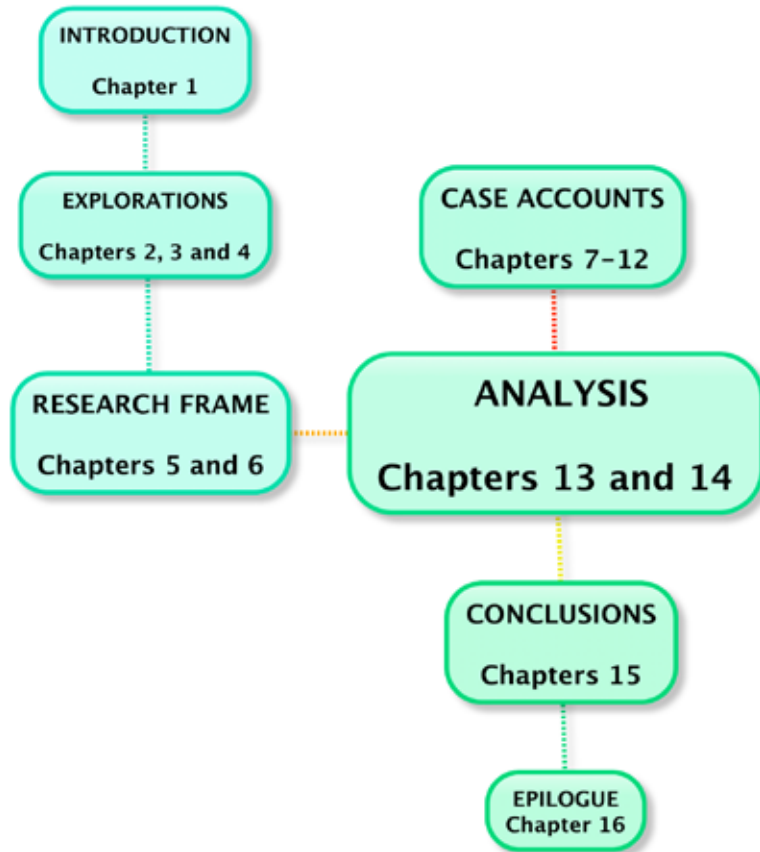 INTRODUCTION
Chapter 1
EXPLORATIONS
Chapters 2, 3 and 4
RESEARCH FRAME
Chapters 5 and 6
CASE ACCOUNTS
Chapters 7-12
ANALYSIS
Chapters 13 and 14
CONCLUSIONS
Chapters 15
EPILOGUE
Chapter 16